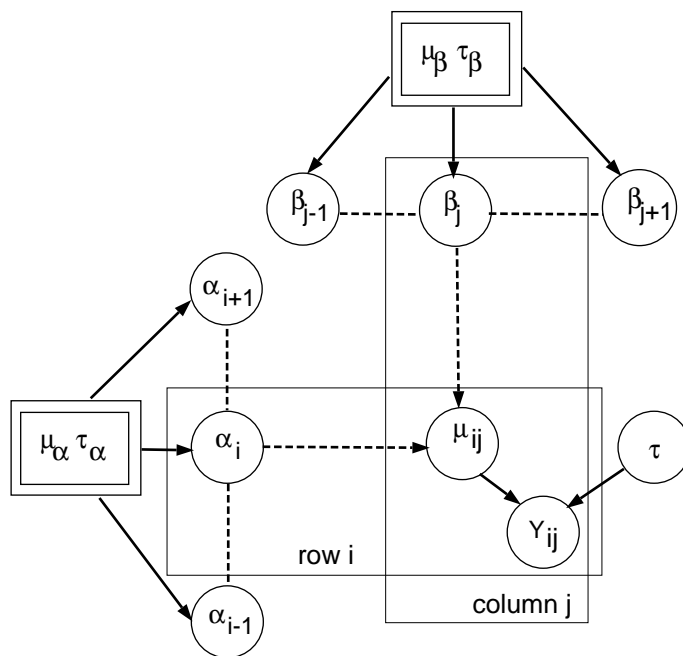 μβ τβ
βj-1
βj
βj+1
αi+1
μα τα
αi
μij
τ
Yij
row i
column j
αi-1